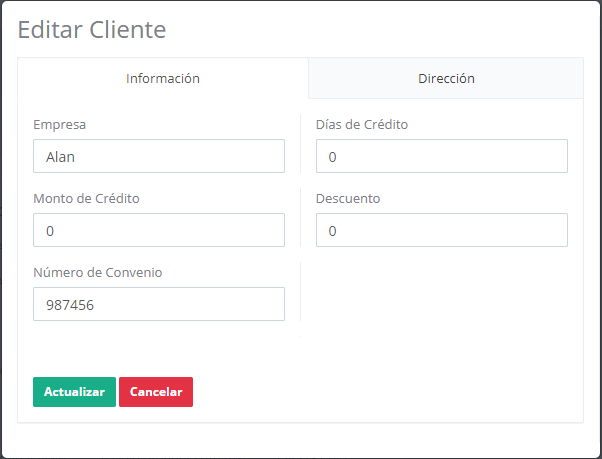 Editar Cliente
Información
Dirección
Empresa
Días de Crédito
Alan
0
Monto de Crédito
Descuento
0
0
Número de Convenio
987456
Actualizar
Cancelar